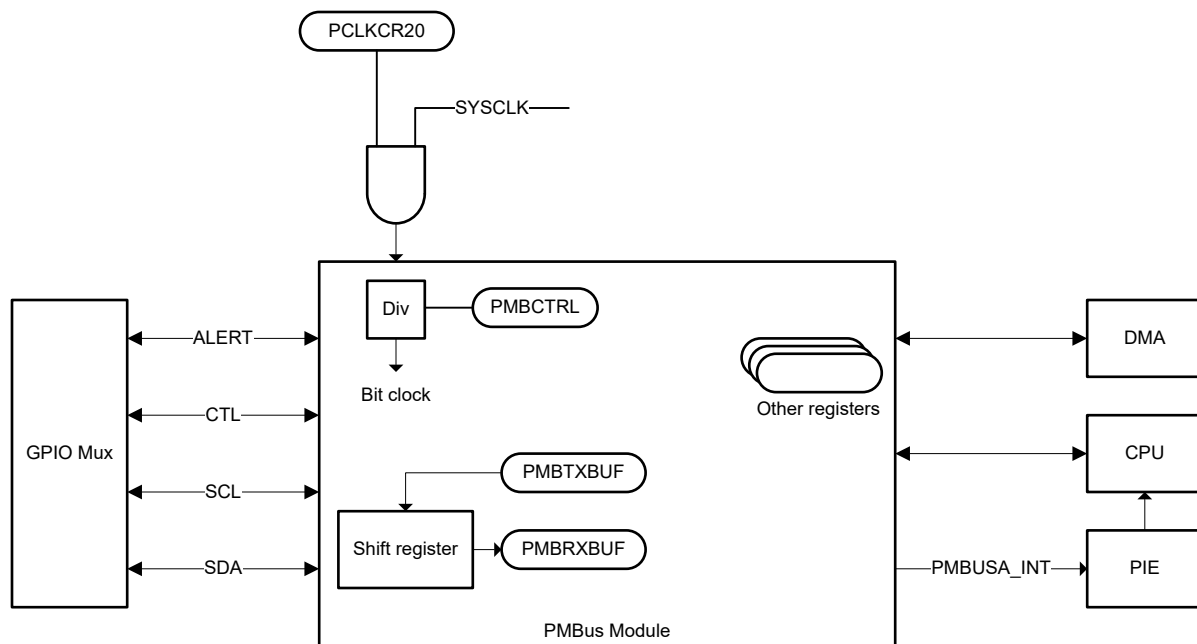 PCLKCR20
SYSCLK
Div
PMBCTRL
Bit clock
Other registers
GPIO Mux
ALERT
CTL
SCL
SDA
PMBTXBUF
Shift register
PMBRXBUF
PMBus Module
DMA
CPU
PMBUSA_INT
PIE